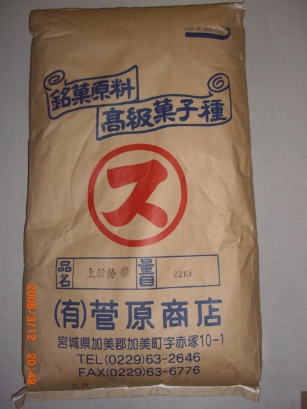 銘菓原料
高級菓子種
ス
品名
量目
22Kg
(有)菅原商店
宮城県加美郡加美町字赤塚10-1
TEL (0229)63-2646
FAX(0229)63-6776
2008/3/12 20:49